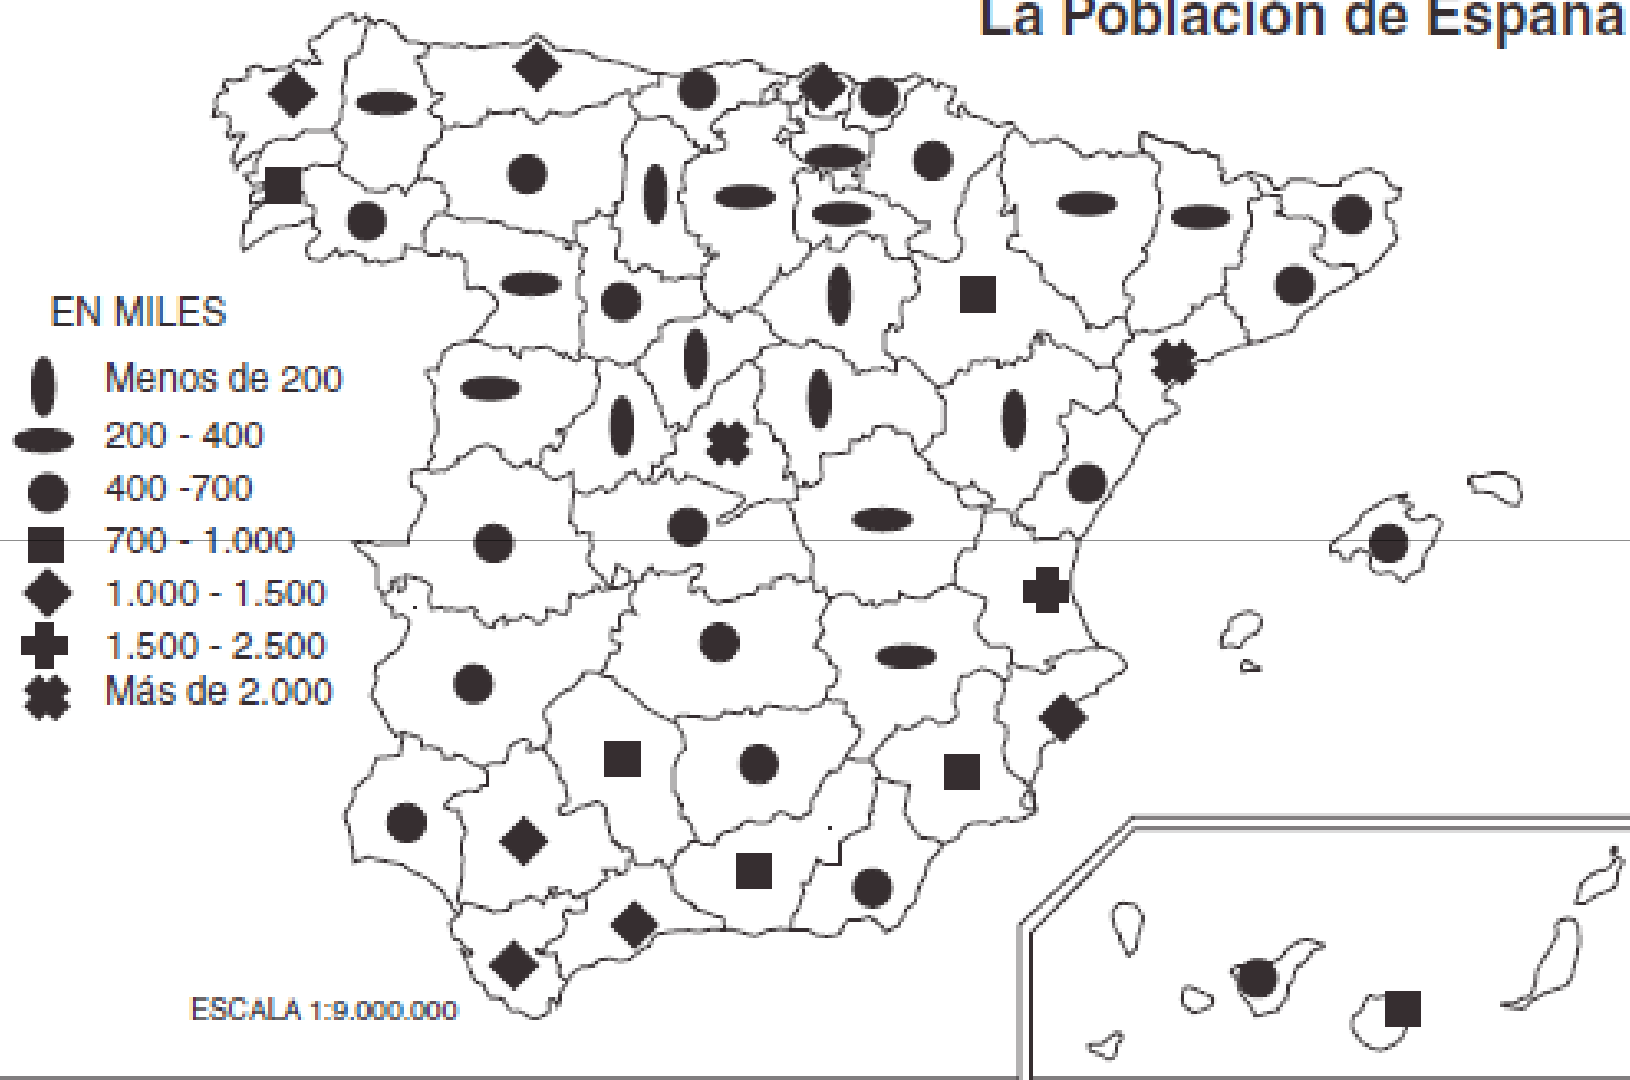 La Población de España
EN MILES
Menos de 200
200 - 400
400 -700
700 - 1.000
1.000 - 1.500
1.500 - 2.500
Más de 2.000
ESCALA 1:9.000.000